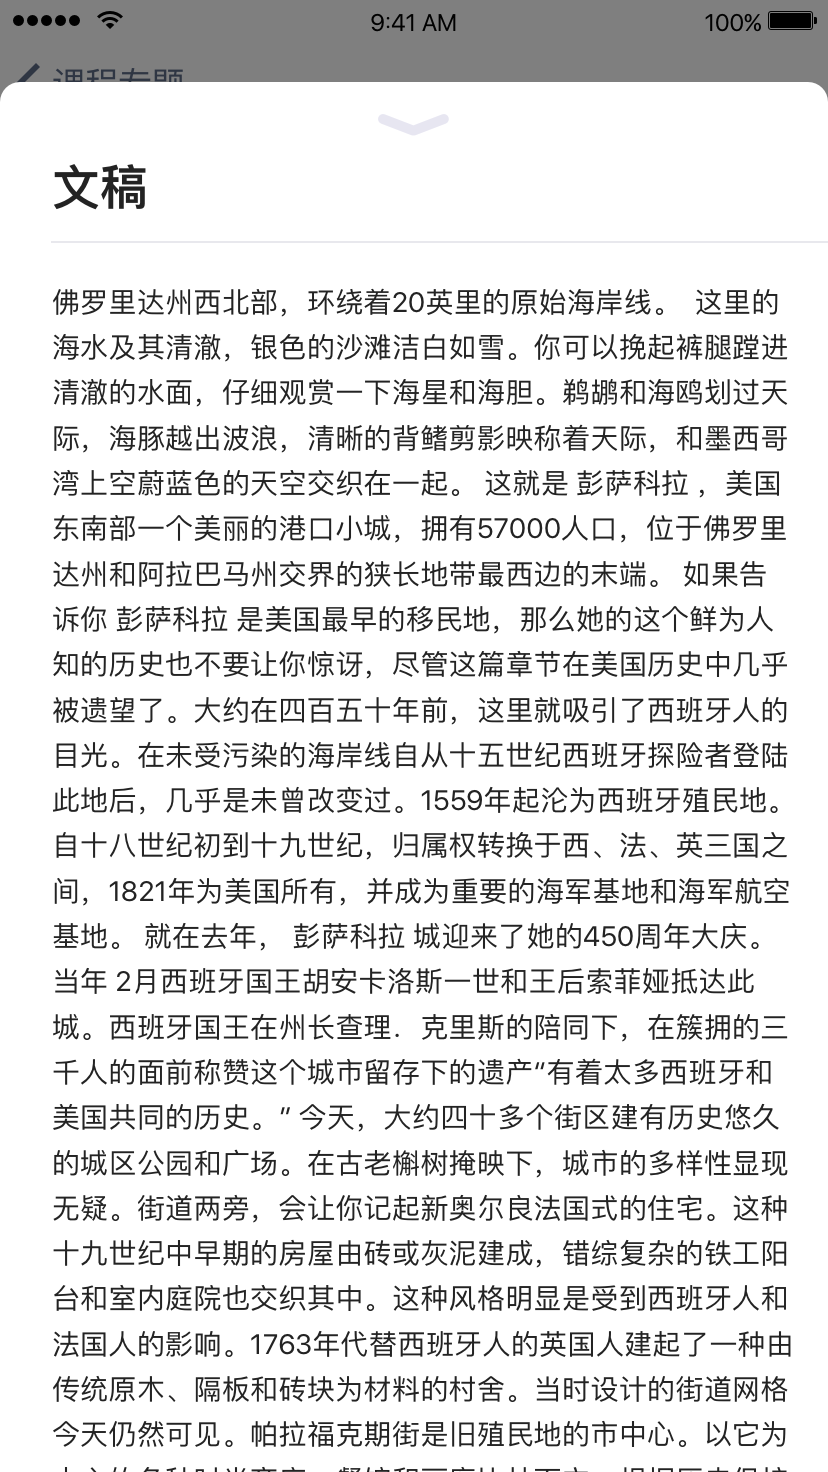 9:41 AM
100%
课程专题
文稿
佛罗里达州西北部，环绕着20英里的原始海岸线。 这里的
海水及其清澈，银色的沙滩洁白如雪。你可以挽起裤腿蹚进
清澈的水面，仔细观赏一下海星和海胆。鹈鹕和海鸥划过天
际，海豚越出波浪，清晰的背鳍剪影映称着天际，和墨西哥
湾上空蔚蓝色的天空交织在一起。 这就是 彭萨科拉 ，美国
东南部一个美丽的港口小城，拥有57000人口，位于佛罗里
达州和阿拉巴马州交界的狭长地带最西边的末端。 如果告
诉你 彭萨科拉 是美国最早的移民地，那么她的这个鲜为人
知的历史也不要让你惊讶，尽管这篇章节在美国历史中几乎
被遗望了。大约在四百五十年前，这里就吸引了西班牙人的
目光。在未受污染的海岸线自从十五世纪西班牙探险者登陆
此地后，几乎是未曾改变过。1559年起沦为西班牙殖民地。
自十八世纪初到十九世纪，归属权转换于西、法、英三国之
间，1821年为美国所有，并成为重要的海军基地和海军航空
基地。 就在去年， 彭萨科拉 城迎来了她的450周年大庆。
当年 2月西班牙国王胡安卡洛斯一世和王后索菲娅抵达此
城。西班牙国王在州长查理．克里斯的陪同下，在簇拥的三
千人的面前称赞这个城市留存下的遗产“有着太多西班牙和
美国共同的历史。” 今天，大约四十多个街区建有历史悠久
的城区公园和广场。在古老槲树掩映下，城市的多样性显现
无疑。街道两旁，会让你记起新奥尔良法国式的住宅。这种
十九世纪中早期的房屋由砖或灰泥建成，错综复杂的铁工阳
台和室内庭院也交织其中。这种风格明显是受到西班牙人和
法国人的影响。1763年代替西班牙人的英国人建起了一种由
传统原木、隔板和砖块为材料的村舍。当时设计的街道网格
今天仍然可见。帕拉福克期街是旧殖民地的市中心。以它为